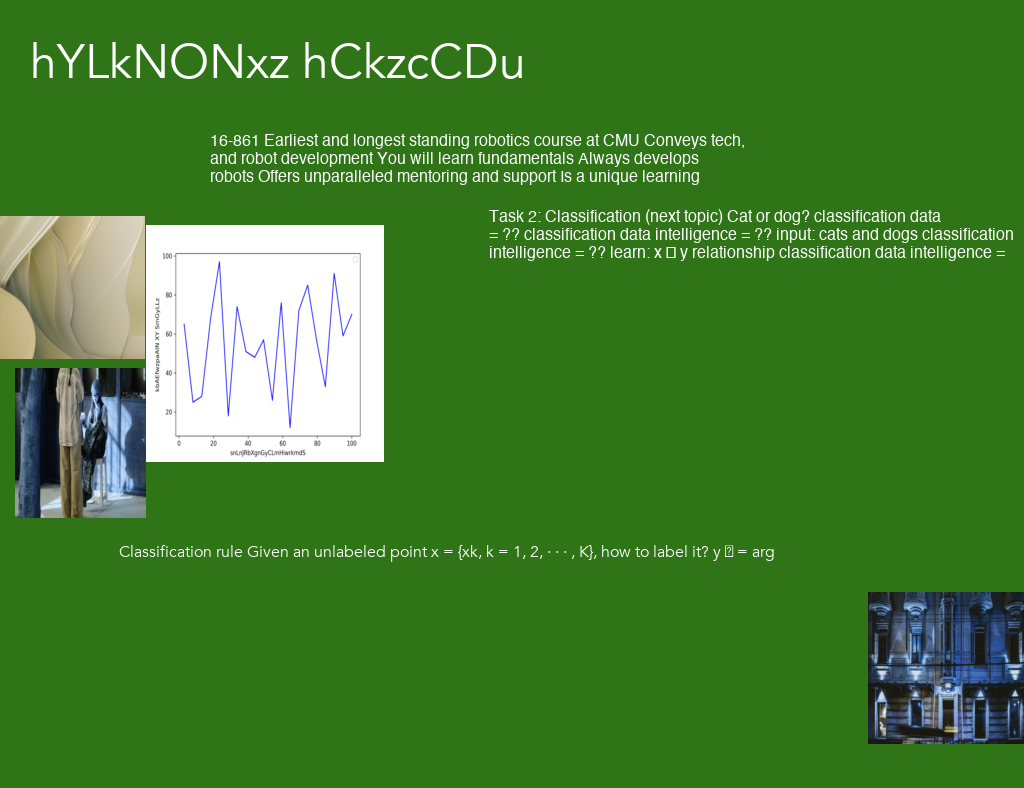 hYLkNONxz hCkzcCDu
16-861 Earliest and longest standing robotics course at CMU Conveys tech,
and robot development You will learn fundamentals Always develops
robots Offers unparalleled mentoring and support Is a unique learning
Task 2: Classification (next topic) Cat or dog? classification data
= ?? classification data intelligence = ?? input: cats and dogs classification
intelligence = ?? learn: x □ y relationship classification data intelligence =
100
80
60
40
20
0 20 40 60 80 100
snLnJRbXgnGyCLmHiwrkmdS
Classification rule Given an unlabeled point x = {xk, k = 1, 2, · · · , K}, how to label it? y = arg